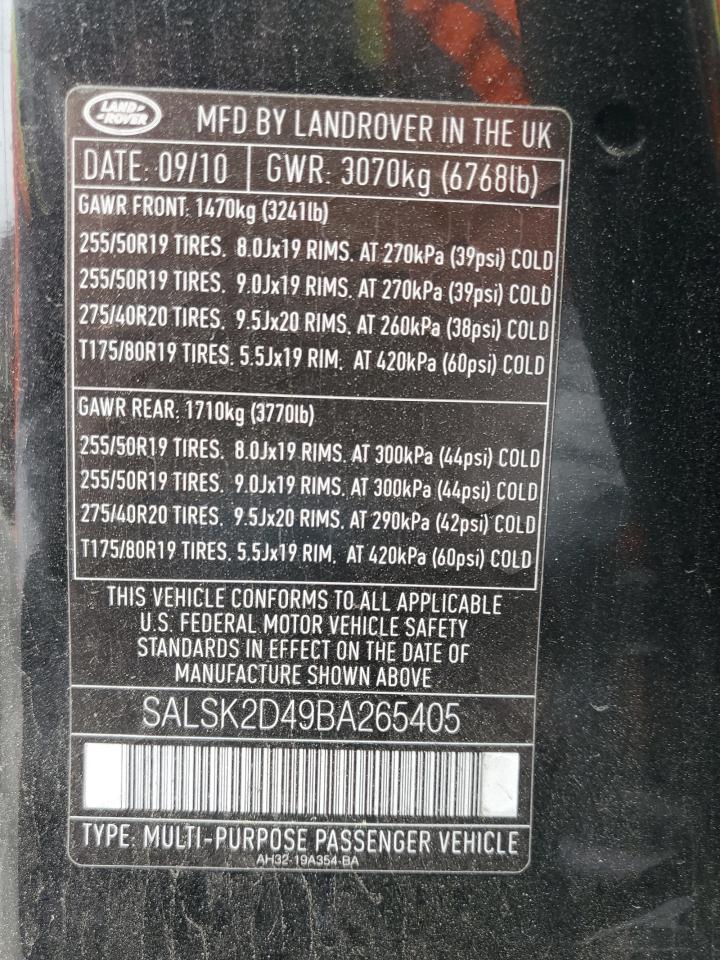 LAND-
-ROVER
MFD BY LANDROVER IN THE UK
DATE: 09/10 GWR: 3070kg (6768lb)
GAWR FRONT: 1470kg (3241lb)
255/50R19 TIRES. 8.0Jx19 RIMS. AT 270kPa (39psi) COLD
255/50R19 TIRES. 9.0Jx19 RIMS. AT 270kPa (39psi) COLD
275/40R20 TIRES. 9.5Jx20 RIMS. AT 260kPa (38psi) COLD
T175/80R19 TIRES. 5.5Jx19 RIM. AT 420kPa (60psi) COLD
GAWR REAR: 1710kg (3770lb)
255/50R19 TIRES. 8.0Jx19 RIMS. AT 300kPa (44psi) COLD
255/50R19 TIRES. 9.0Jx19 RIMS. AT 300kPa (44psi) COLD
275/40R20 TIRES. 9.5Jx20 RIMS. AT 290kPa (42psi) COLD
T175/80R19 TIRES. 5.5Jx19 RIM. AT 420kPa (60psi) COLD
THIS VEHICLE CONFORMS TO ALL APPLICABLE
U.S. FEDERAL MOTOR VEHICLE SAFETY
STANDARDS IN EFFECT ON THE DATE OF
MANUFACTURE SHOWN ABOVE
SALSK2D49BA265405
TYPE: MULTI-PURPOSE PASSENGER VEHICLE
AH32-19A354-BA